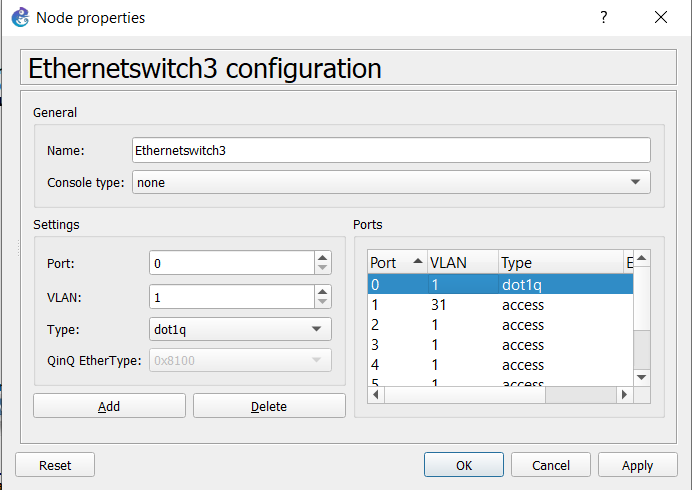 Node properties
?
Ethernetswitch3 configuration
General
Name: Ethernetswitch3
Console type: none
Settings
Port: 0
VLAN: 1
Type: dot1q
QinQ EtherType: 0x8100
Add Delete
Ports
Port VLAN Type E
0 1 dot1q
1 31 access
2 1 access
3 1 access
4 1 access
5 1 access
Reset OK Cancel Apply